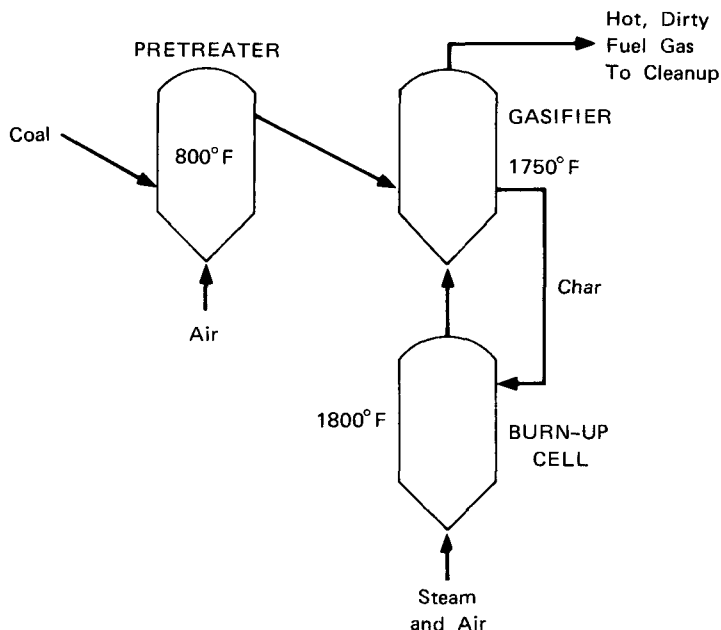 Hot, Dirty
Fuel Gas
To Cleanup
PRETREATER
GASIFIER
Coal
800°F
1750°F
Char
Air
1800°F
BURN-UP
CELL
Steam
and Air